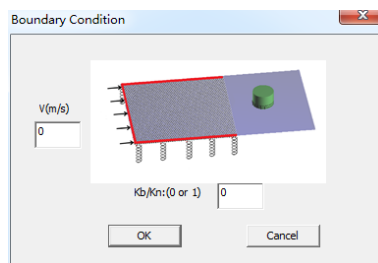 Boundary Condition
V(m/s)
0
Kb/Kn:(0 or 1)
0
OK
Cancel